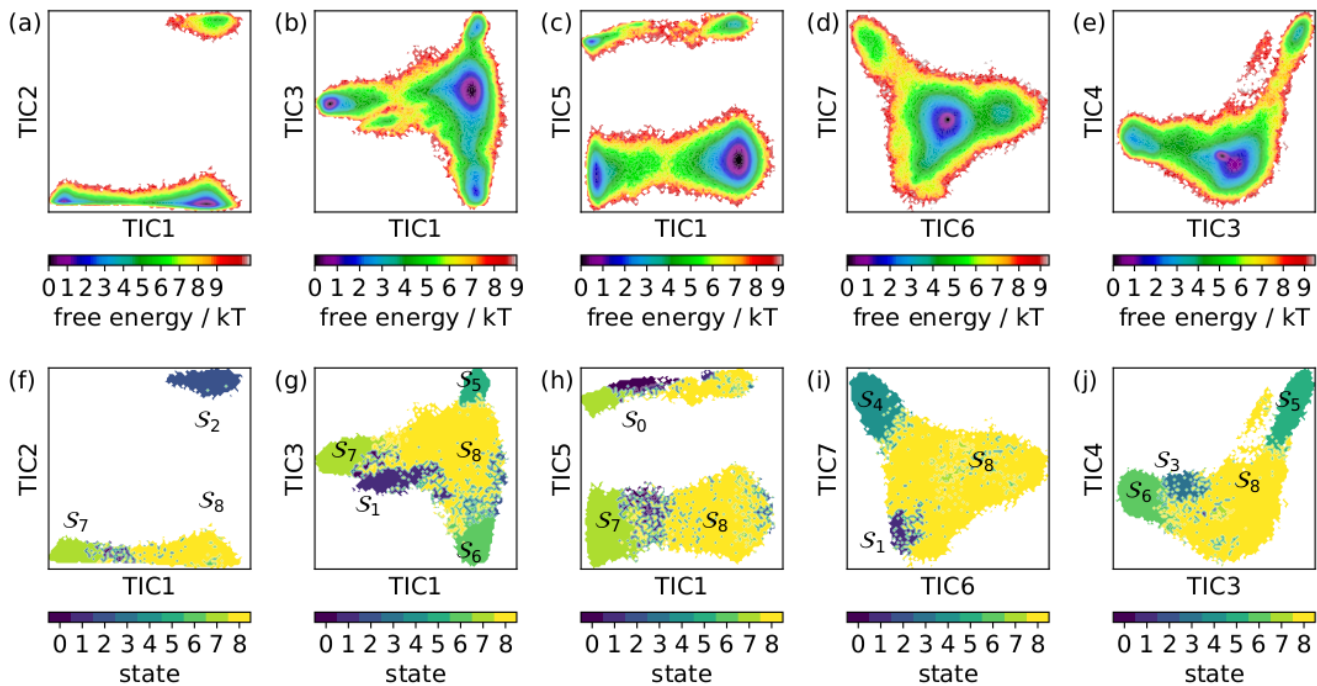 (a) (b) (c) (d) (e)
TIC2 TIC3 TIC5 TIC7 TIC4
TIC1 TIC1 TIC1 TIC6 TIC3
0 1 2 3 4 5 6 7 8 9 0 1 2 3 4 5 6 7 8 9 0 1 2 3 4 5 6 7 8 9 0 1 2 3 4 5 6 7 8 9 0 1 2 3 4 5 6 7 8 9
free energy / kT free energy / kT free energy / kT free energy / kT free energy / kT
(f) (g) (h) (i) (j)
S5
S2 S0 S4 S5
TIC2 TIC3 TIC5 TIC7 TIC4
S7 S8 S7 S8 S1 S6 S7 S8 S8 S1 S3 S6 S8
TIC1 TIC1 TIC1 TIC6 TIC3
0 1 2 3 4 5 6 7 8 0 1 2 3 4 5 6 7 8 0 1 2 3 4 5 6 7 8 0 1 2 3 4 5 6 7 8 0 1 2 3 4 5 6 7 8
state state state state state